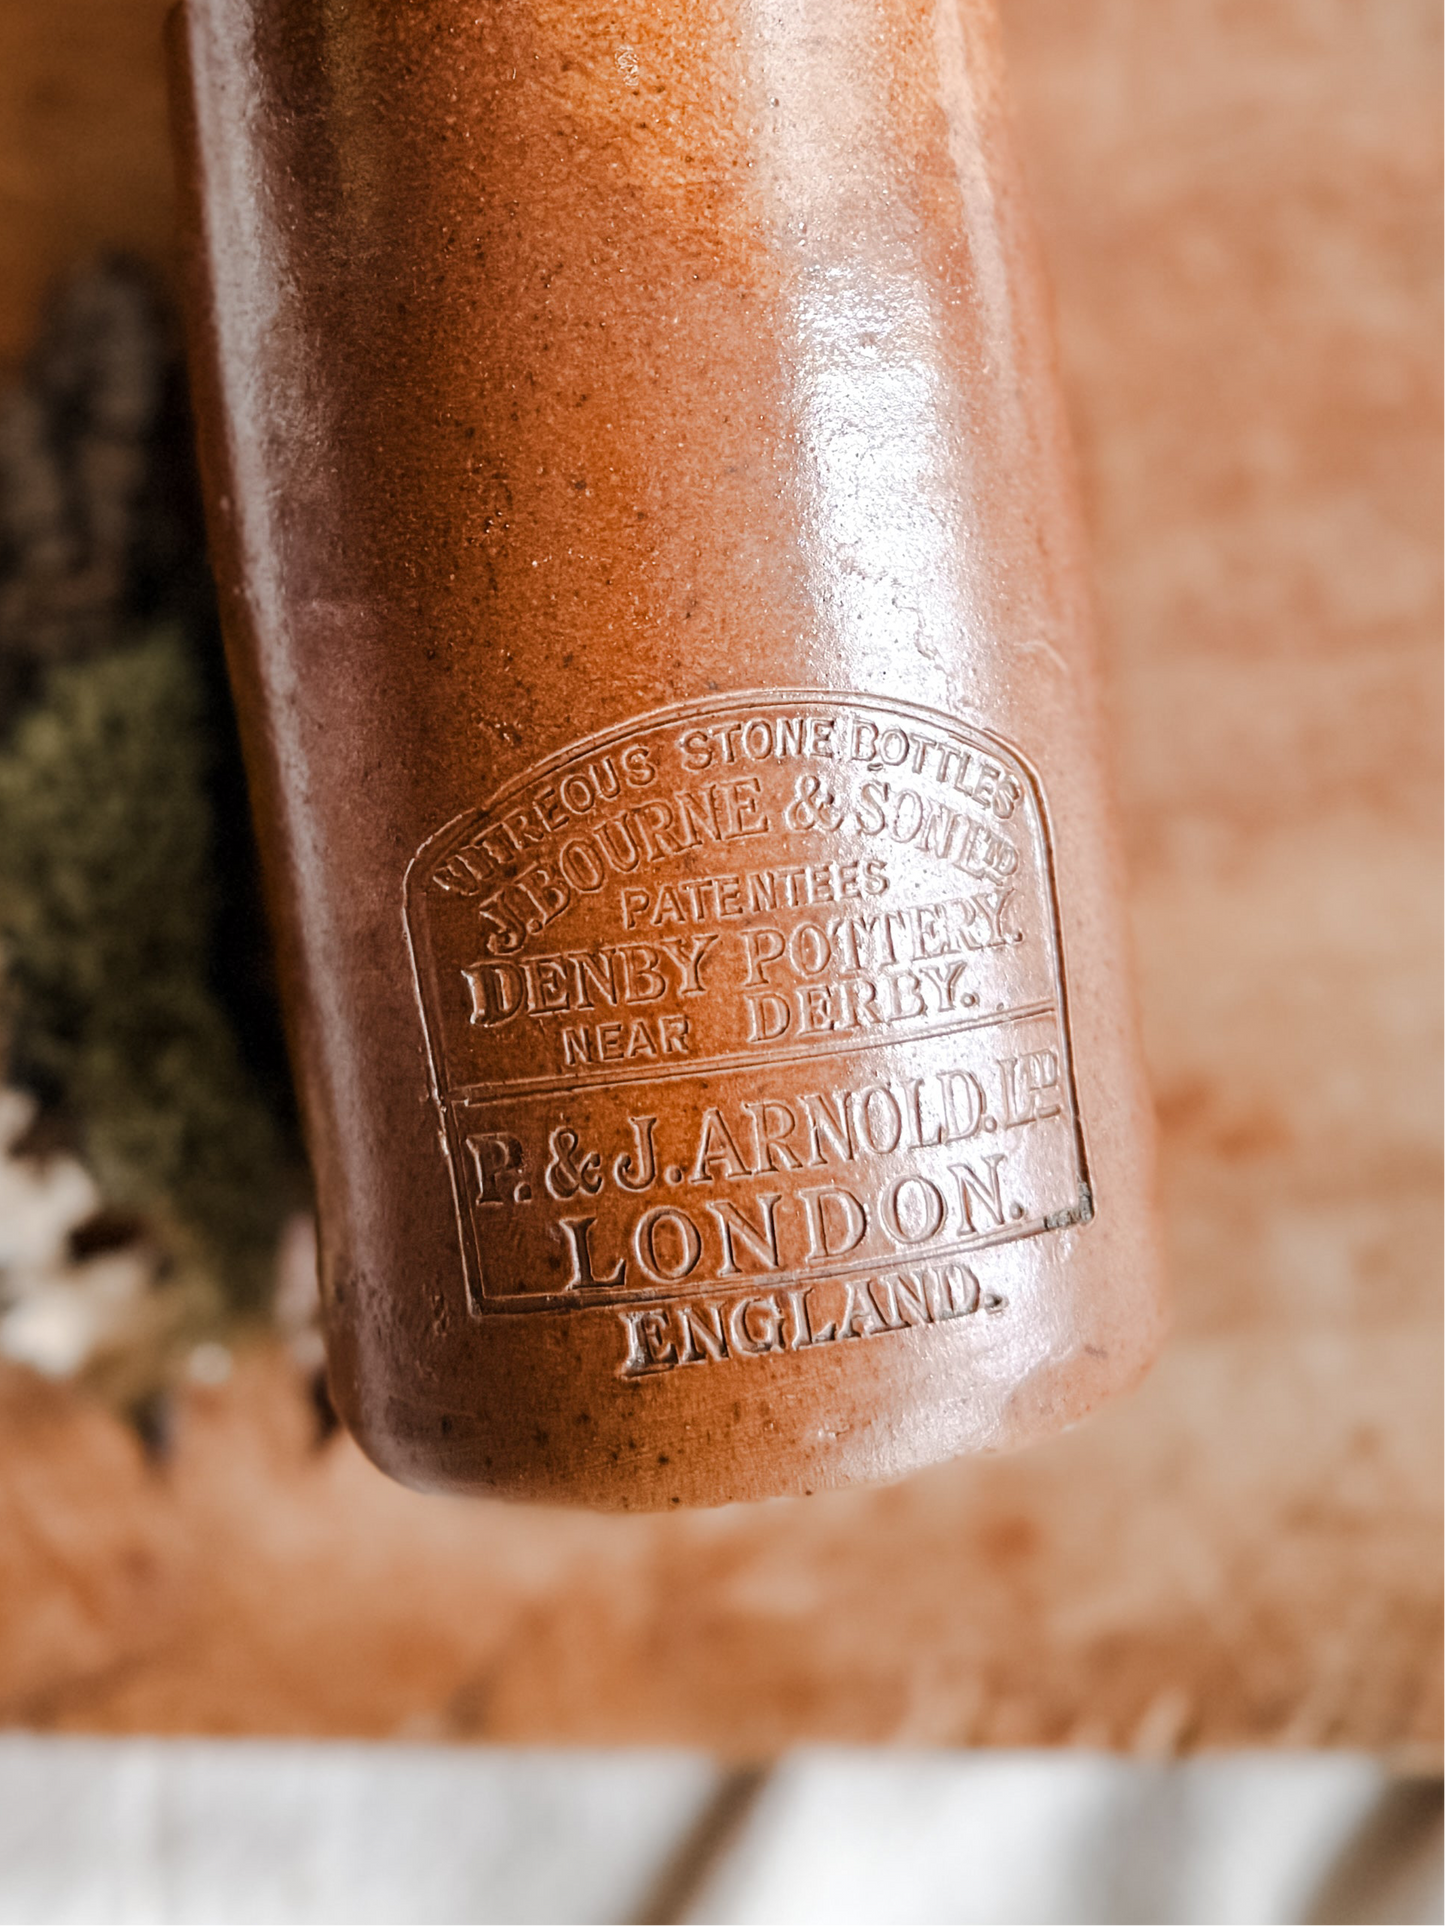 VITREOUS STONE BOTTLES
J. BOURNE & SON LTD
PATENTEES
DENBY POTTERY.
NEAR DERBY.
P. & J. ARNOLD. LTD
LONDON.
ENGLAND.